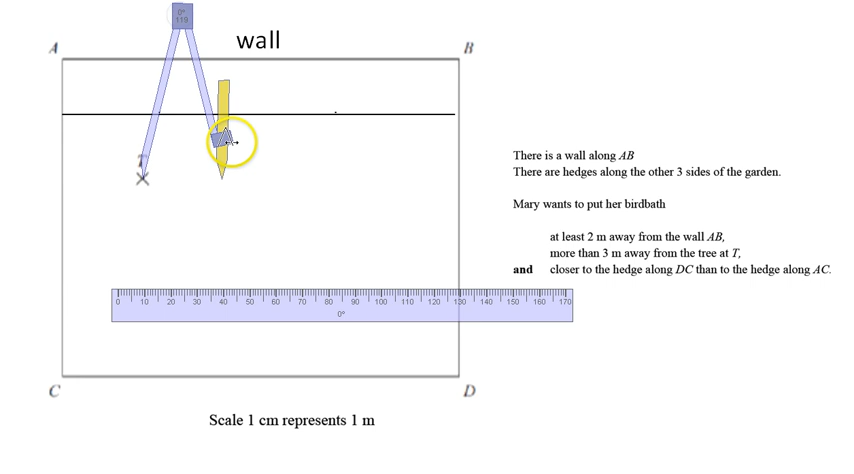 0°
119
wall
A
B
There is a wall along AB
There are hedges along the other 3 sides of the garden.
T
Mary wants to put her birdbath
at least 2 m away from the wall AB,
more than 3 m away from the tree at T,
and closer to the hedge along DC than to the hedge along AC.
0 10 20 30 40 50 60 70 80 90 100 110 120 130 140 150 160 170
0°
C
D
Scale 1 cm represents 1 m